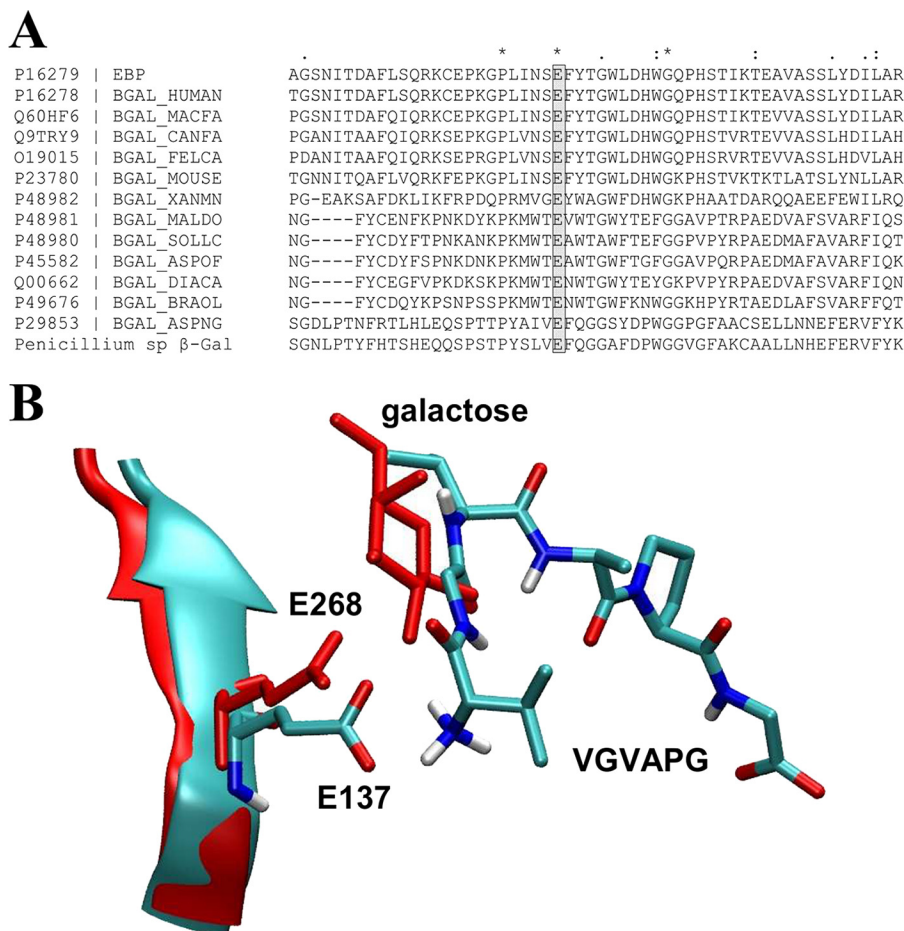 A
. * * . :* : .:
P16279 | EBP AGSNITDAFLSQRKCEPKGPLINSEFYTGWLDHWGQPHSTIKTEAVASSLYDILAR
P16278 | BGAL_HUMAN TGSNITDAFLSQRKCEPKGPLINSEFYTGWLDHWGQPHSTIKTEAVASSLYDILAR
Q60HF6 | BGAL_MACFA PGSNITDAFQIQRKCEPKGPLINSEFYTGWLDHWGQPHSTIKTEVVASSLYDILAR
Q9TRY9 | BGAL_CANFA PGANITAAFQIQRKSEPKGPLVNSEFYTGWLDHWGQPHSTVKTEVVASSLHDILAH
O19015 | BGAL_FELCA PDANITAAFQIQRKSEPKGPLVNSEFYTGWLDHWGQPHSRVRTEVVASSLHDVLAH
P23780 | BGAL_MOUSE TGNNITQAFLVQRKFEPKGPLINSEFYTGWLDHWGKPHSTVKTKTLATSLYNLLAR
P48982 | BGAL_XANMN PG-EAKSAFDKLIKFRPDQPRMVGEYWAGWFDHWGKPHAATDARQQAEEFEWILRQ
P48981 | BGAL_MALDO NG----FYCENFKPNKDYKPKMWTEVWTGWYTEFGGAVPTRPAEDVAFSVARFIQS
P48980 | BGAL_SOLLC NG----FYCDYFTPNKANKPKMWTEAWTAWFTEFGGPVPYRPAEDMAFAVARFIQT
P45582 | BGAL_ASPOF NG----FYCDYFSPNKDNKPKMWTEAWTGWFTGFGGAVPQRPAEDMAFAVARFIQK
Q00662 | BGAL_DIACA NG----FYCEGFVPKDKSKPKMWTENWTGWYTEYGKPVPYRPAEDVAFSVARFIQN
P49676 | BGAL_BRAOL NG----FYCDQYKPSNPSSPKMWTENWTGWFKNWGGKHPYRTAEDLAFSVARFFQT
P29853 | BGAL_ASPNG SGDLPTNFRTLHLEQSPTTPYAIVEFQGGSYDPWGGPGFAACSELLNNEFERVFYK
Penicillium sp β-Gal SGNLPTYFHTSHEQQSPSTPYSLVEFQGGAFDPWGGVGFAKCAALLNHEFERVFYK
B
galactose
E268
VGVAPG
E137